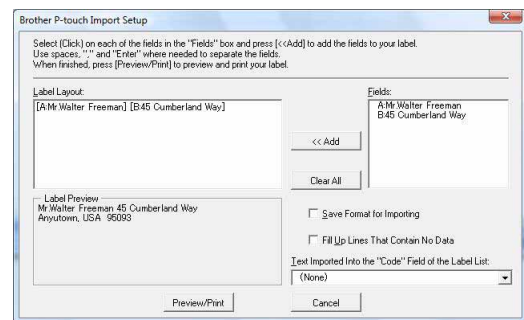 Brother P-touch Import Setup
Select (Click) on each of the fields in the "Fields" box and press [<<Add] to add the fields to your label.
Use spaces, "," and "Enter" where needed to separate the fields.
When finished, press [Preview/Print] to preview and print your label.
Label Layout:
[A:Mr.Walter Freeman] [B:45 Cumberland Way]
Fields:
A:Mr.Walter Freeman
B:45 Cumberland Way
<< Add
Clear All
Label Preview
Mr.Walter Freeman 45 Cumberland Way
Anyutown, USA 95093
Save Format for Importing
Fill Up Lines That Contain No Data
Text Imported Into the "Code" Field of the Label List:
(None)
Preview/Print
Cancel